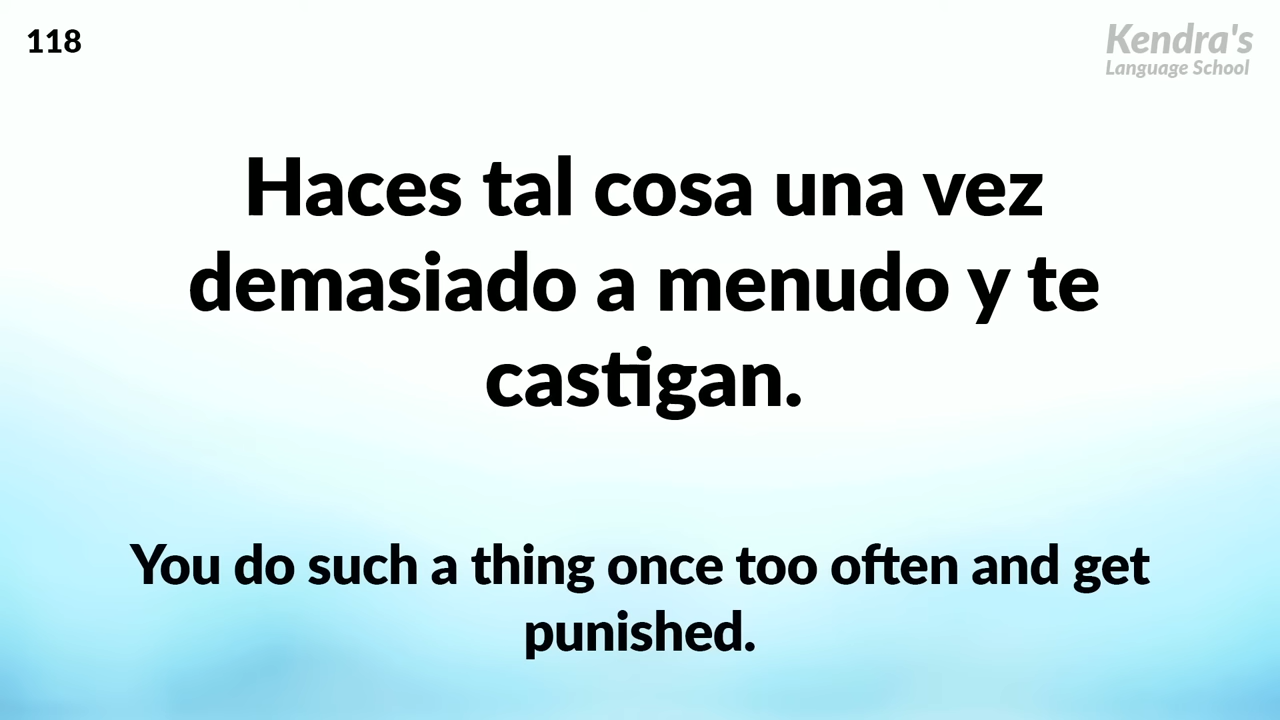 118
Kendra's
Language School
Haces tal cosa una vez
demasiado a menudo y te
castigan.
You do such a thing once too often and get
punished.